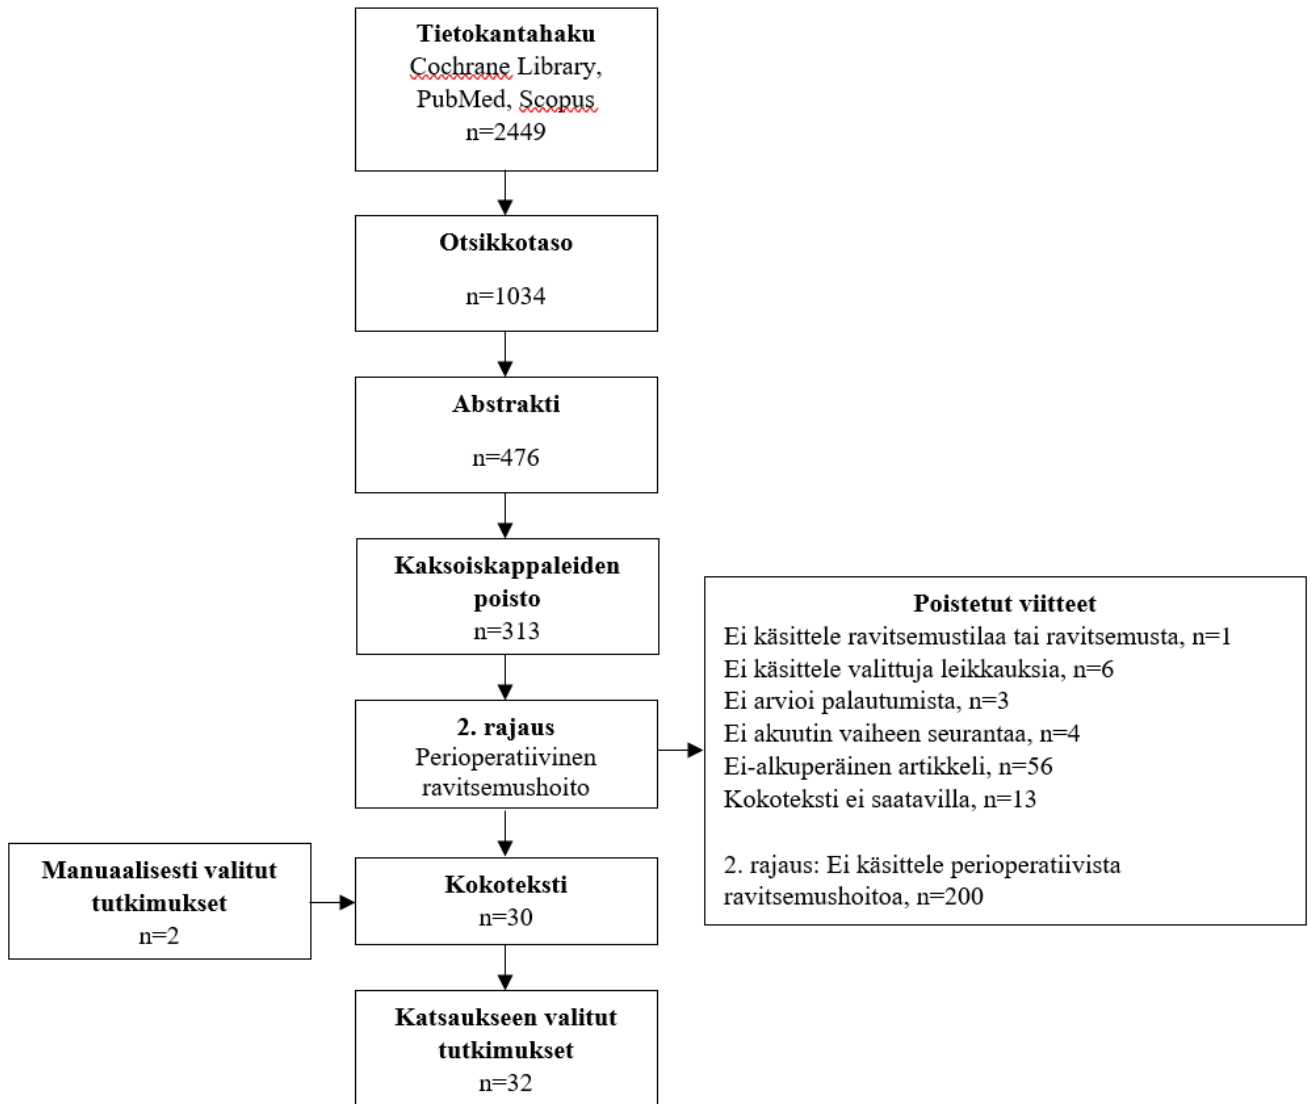 Tietokantahaku
Cochrane Library,
PubMed, Scopus
n=2449
Otsikkotaso
n=1034
Abstrakti
n=476
Kaksoiskappaleiden
poisto
n=313
2. rajaus
Perioperatiivinen
ravitsemushoito
Poistetut viitteet
Ei käsittele ravitsemustilaa tai ravitsemusta, n=1
Ei käsittele valittuja leikkauksia, n=6
Ei arvioi palautumista, n=3
Ei akuutin vaiheen seurantaa, n=4
Ei-alkuperäinen artikkeli, n=56
Kokoteksti ei saatavilla, n=13
2. rajaus: Ei käsittele perioperatiivista
ravitsemushoitoa, n=200
Manuaalisesti valitut
tutkimukset
n=2
Kokoteksti
n=30
Katsaukseen valitut
tutkimukset
n=32